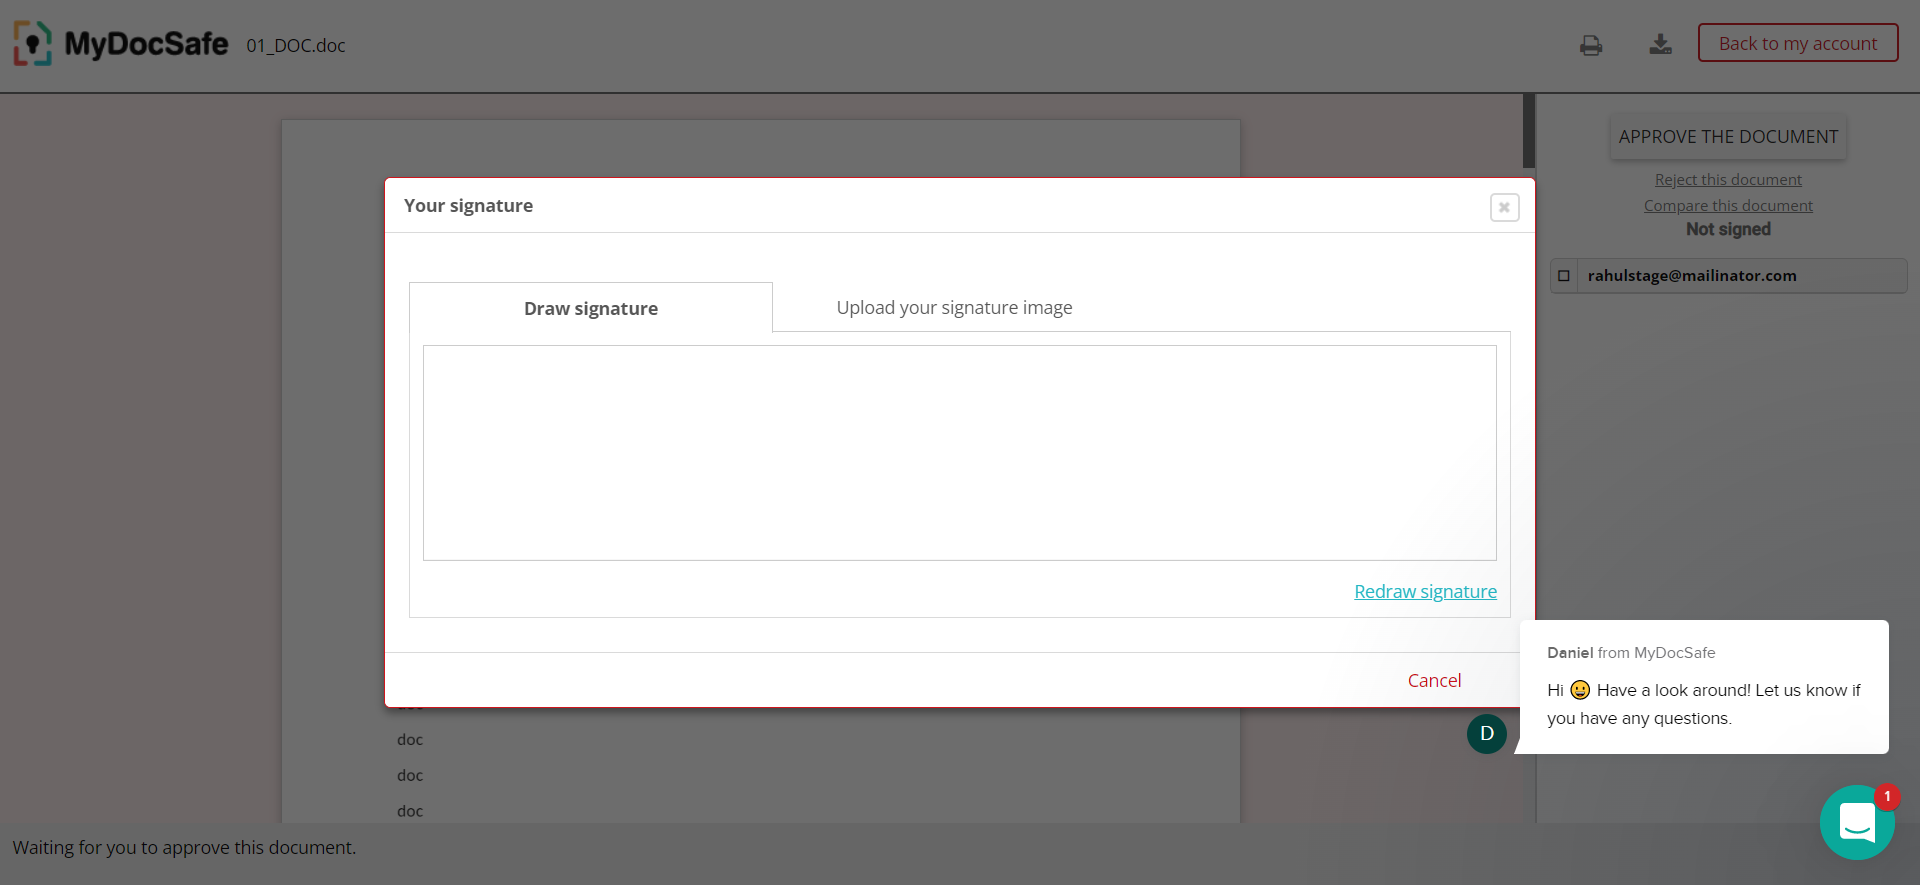 MyDocSafe
01_DOC.doc
Back to my account
APPROVE THE DOCUMENT
Reject this document
Compare this document
Not signed
rahulstage@mailinator.com
Your signature
Draw signature
Upload your signature image
Redraw signature
Cancel
Daniel from MyDocSafe
Hi 😀 Have a look around! Let us know if
you have any questions.
D
1
doc
doc
doc
Waiting for you to approve this document.